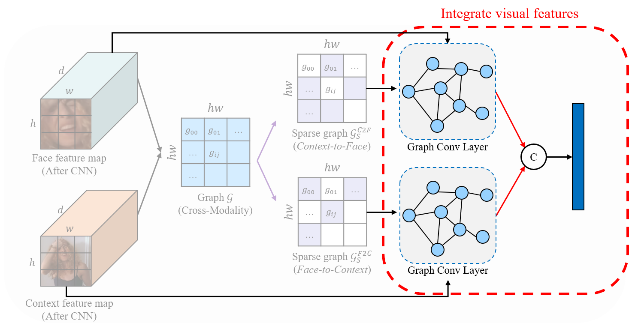 Integrate visual features
d
w
h
Face feature map
(After CNN)
hw
hw
g00 g01 ...
... gij
Graph 𝒢
(Cross-Modality)
hw
hw
g00 g01 ...
... gij
...
Sparse graph 𝒢_S^C2F
(Context-to-Face)
hw
hw
g00 g01 ...
... gij
...
Sparse graph 𝒢_S^F2C
(Face-to-Context)
Graph Conv Layer
Graph Conv Layer
C
d
w
h
Context feature map
(After CNN)